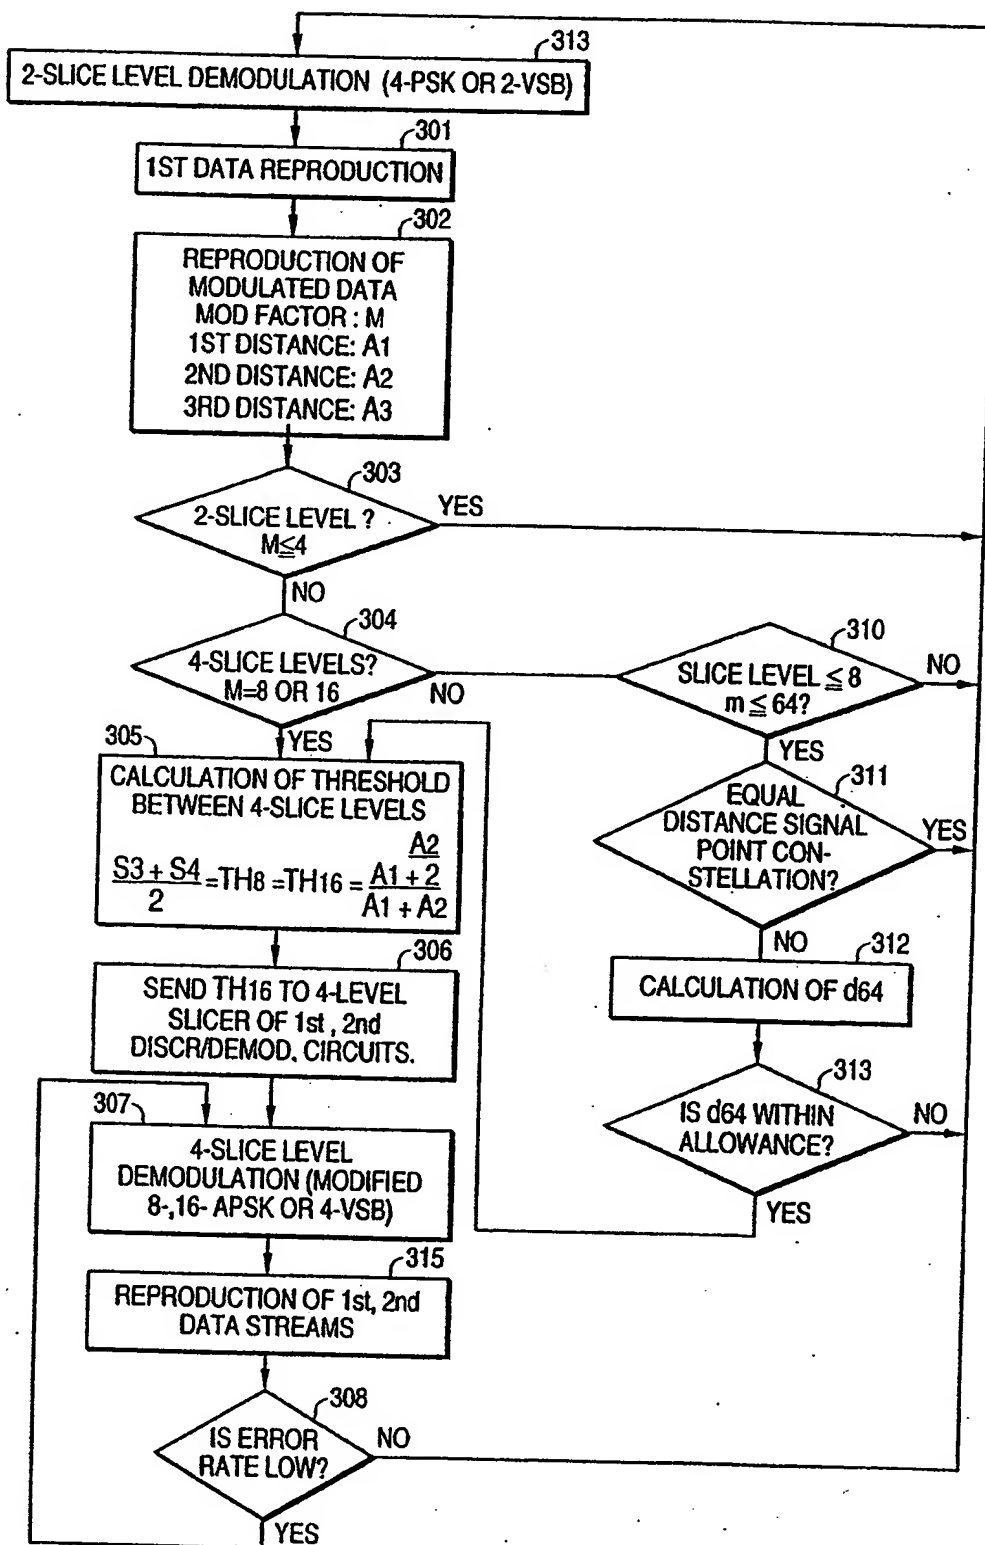 313
2-SLICE LEVEL DEMODULATION (4-PSK OR 2-VSB)
301
1ST DATA REPRODUCTION
302
REPRODUCTION OF
MODULATED DATA
MOD FACTOR : M
1ST DISTANCE: A1
2ND DISTANCE: A2
3RD DISTANCE: A3
303
2-SLICE LEVEL ?
M≦4
YES
NO
304
4-SLICE LEVELS?
M=8 OR 16
NO
YES
310
SLICE LEVEL ≦ 8
m ≦ 64?
NO
YES
305
CALCULATION OF THRESHOLD
BETWEEN 4-SLICE LEVELS
S3 + S4 / 2 = TH8 = TH16 = A2 / A1 + 2 / A1 + A2
311
EQUAL
DISTANCE SIGNAL
POINT CON-
STELLATION?
YES
NO
306
SEND TH16 TO 4-LEVEL
SLICER OF 1st , 2nd
DISCR/DEMOD. CIRCUITS.
312
CALCULATION OF d64
313
IS d64 WITHIN
ALLOWANCE?
NO
YES
307
4-SLICE LEVEL
DEMODULATION (MODIFIED
8-,16- APSK OR 4-VSB)
315
REPRODUCTION OF 1st, 2nd
DATA STREAMS
308
IS ERROR
RATE LOW?
NO
YES